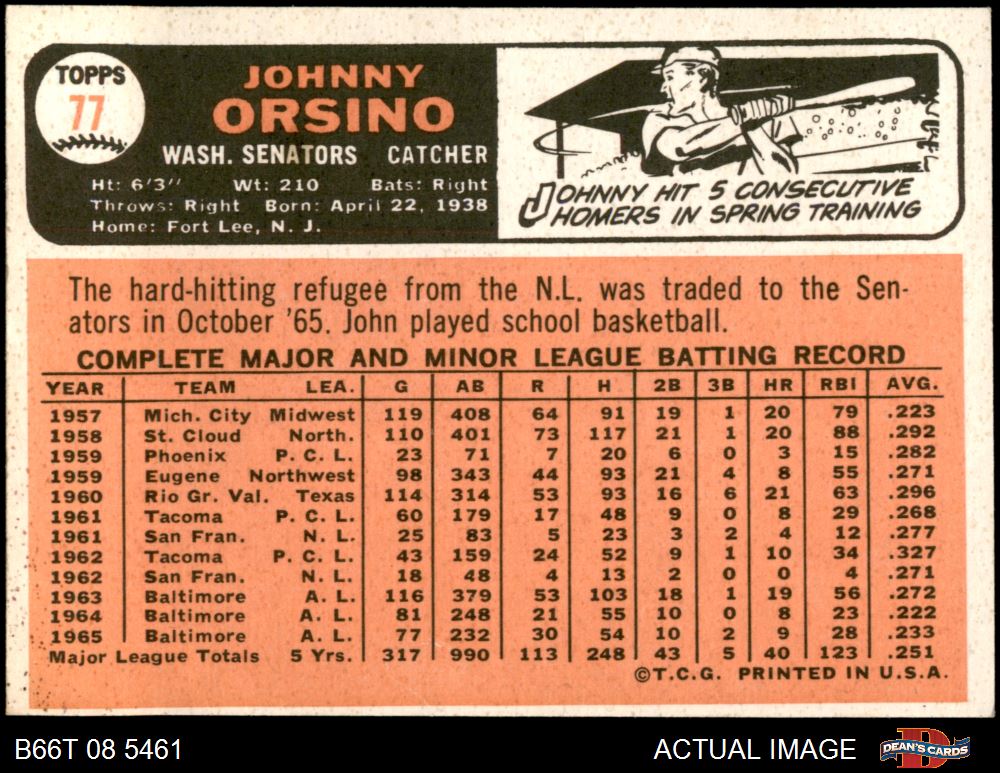 TOPPS
77
JOHNNY
ORSINO
WASH. SENATORS CATCHER
Ht: 6'3" Wt: 210 Bats: Right
Throws: Right Born: April 22, 1938
Home: Fort Lee, N. J.
JOHNNY HIT 5 CONSECUTIVE
HOMERS IN SPRING TRAINING
The hard-hitting refugee from the N.L. was traded to the Sen-
ators in October '65. John played school basketball.
COMPLETE MAJOR AND MINOR LEAGUE BATTING RECORD
YEAR TEAM LEA. G AB R H 2B 3B HR RBI AVG.
1957 Mich. City Midwest 119 408 64 91 19 1 20 79 .223
1958 St. Cloud North. 110 401 73 117 21 1 20 88 .292
1959 Phoenix P. C. L. 23 71 7 20 6 0 3 15 .282
1959 Eugene Northwest 98 343 44 93 21 4 8 55 .271
1960 Rio Gr. Val. Texas 114 314 53 93 16 6 21 63 .296
1961 Tacoma P. C. L. 60 179 17 48 9 0 8 29 .268
1961 San Fran. N. L. 25 83 5 23 3 2 4 12 .277
1962 Tacoma P. C. L. 43 159 24 52 9 1 10 34 .327
1962 San Fran. N. L. 18 48 4 13 2 0 0 4 .271
1963 Baltimore A. L. 116 379 53 103 18 1 19 56 .272
1964 Baltimore A. L. 81 248 21 55 10 0 8 23 .222
1965 Baltimore A. L. 77 232 30 54 10 2 9 28 .233
Major League Totals 5 Yrs. 317 990 113 248 43 5 40 123 .251
©T.C.G. PRINTED IN U.S.A.
B66T 08 5461 ACTUAL IMAGE DEAN'S CARDS